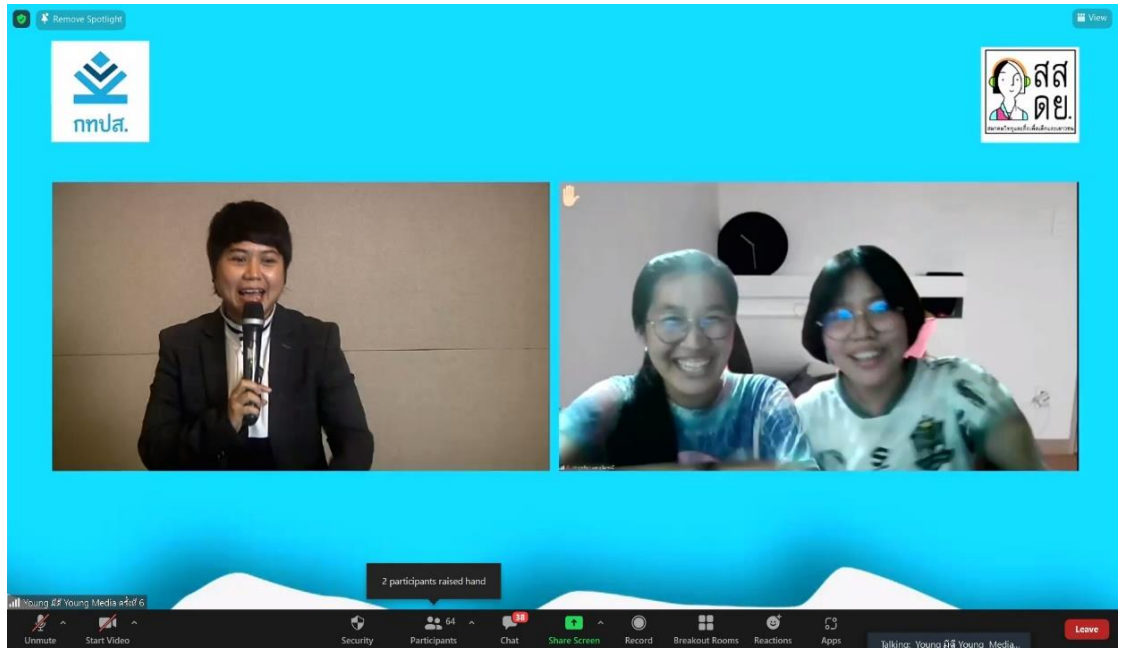 Remove Spotlight
View
กทปส.
สส
ดย.
2 participants raised hand
Young มีดี Young Media ครั้งที่ 6
64
38
Unmute
Start Video
Security
Participants
Chat
Share Screen
Record
Breakout Rooms
Reactions
Apps
Talking: Young มีดี Young Media...
Leave